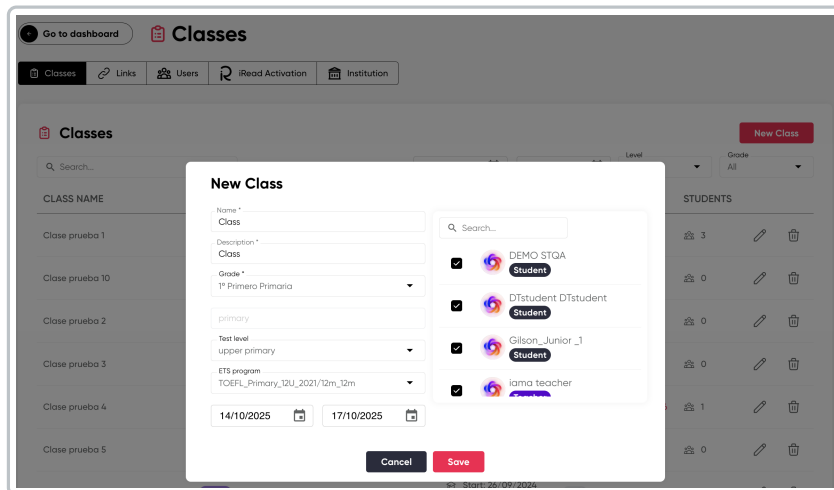 Go to dashboard
Classes
Classes
Links
Users
iRead Activation
Institution
Classes
New Class
Search...
Level
Grade
All
CLASS NAME
STUDENTS
Clase prueba 1
3
Clase prueba 10
0
Clase prueba 2
0
Clase prueba 3
0
Clase prueba 4
1
Clase prueba 5
0
Start: 26/09/2024
New Class
Name *
Class
Description *
Class
Grade *
1º Primero Primaria
primary
Test level
upper primary
ETS program
TOEFL_Primary_12U_2021/12m_12m
14/10/2025
17/10/2025
Search...
DEMO STQA
Student
DTstudent DTstudent
Student
Gilson_Junior _1
Student
iama teacher
Teacher
Cancel
Save